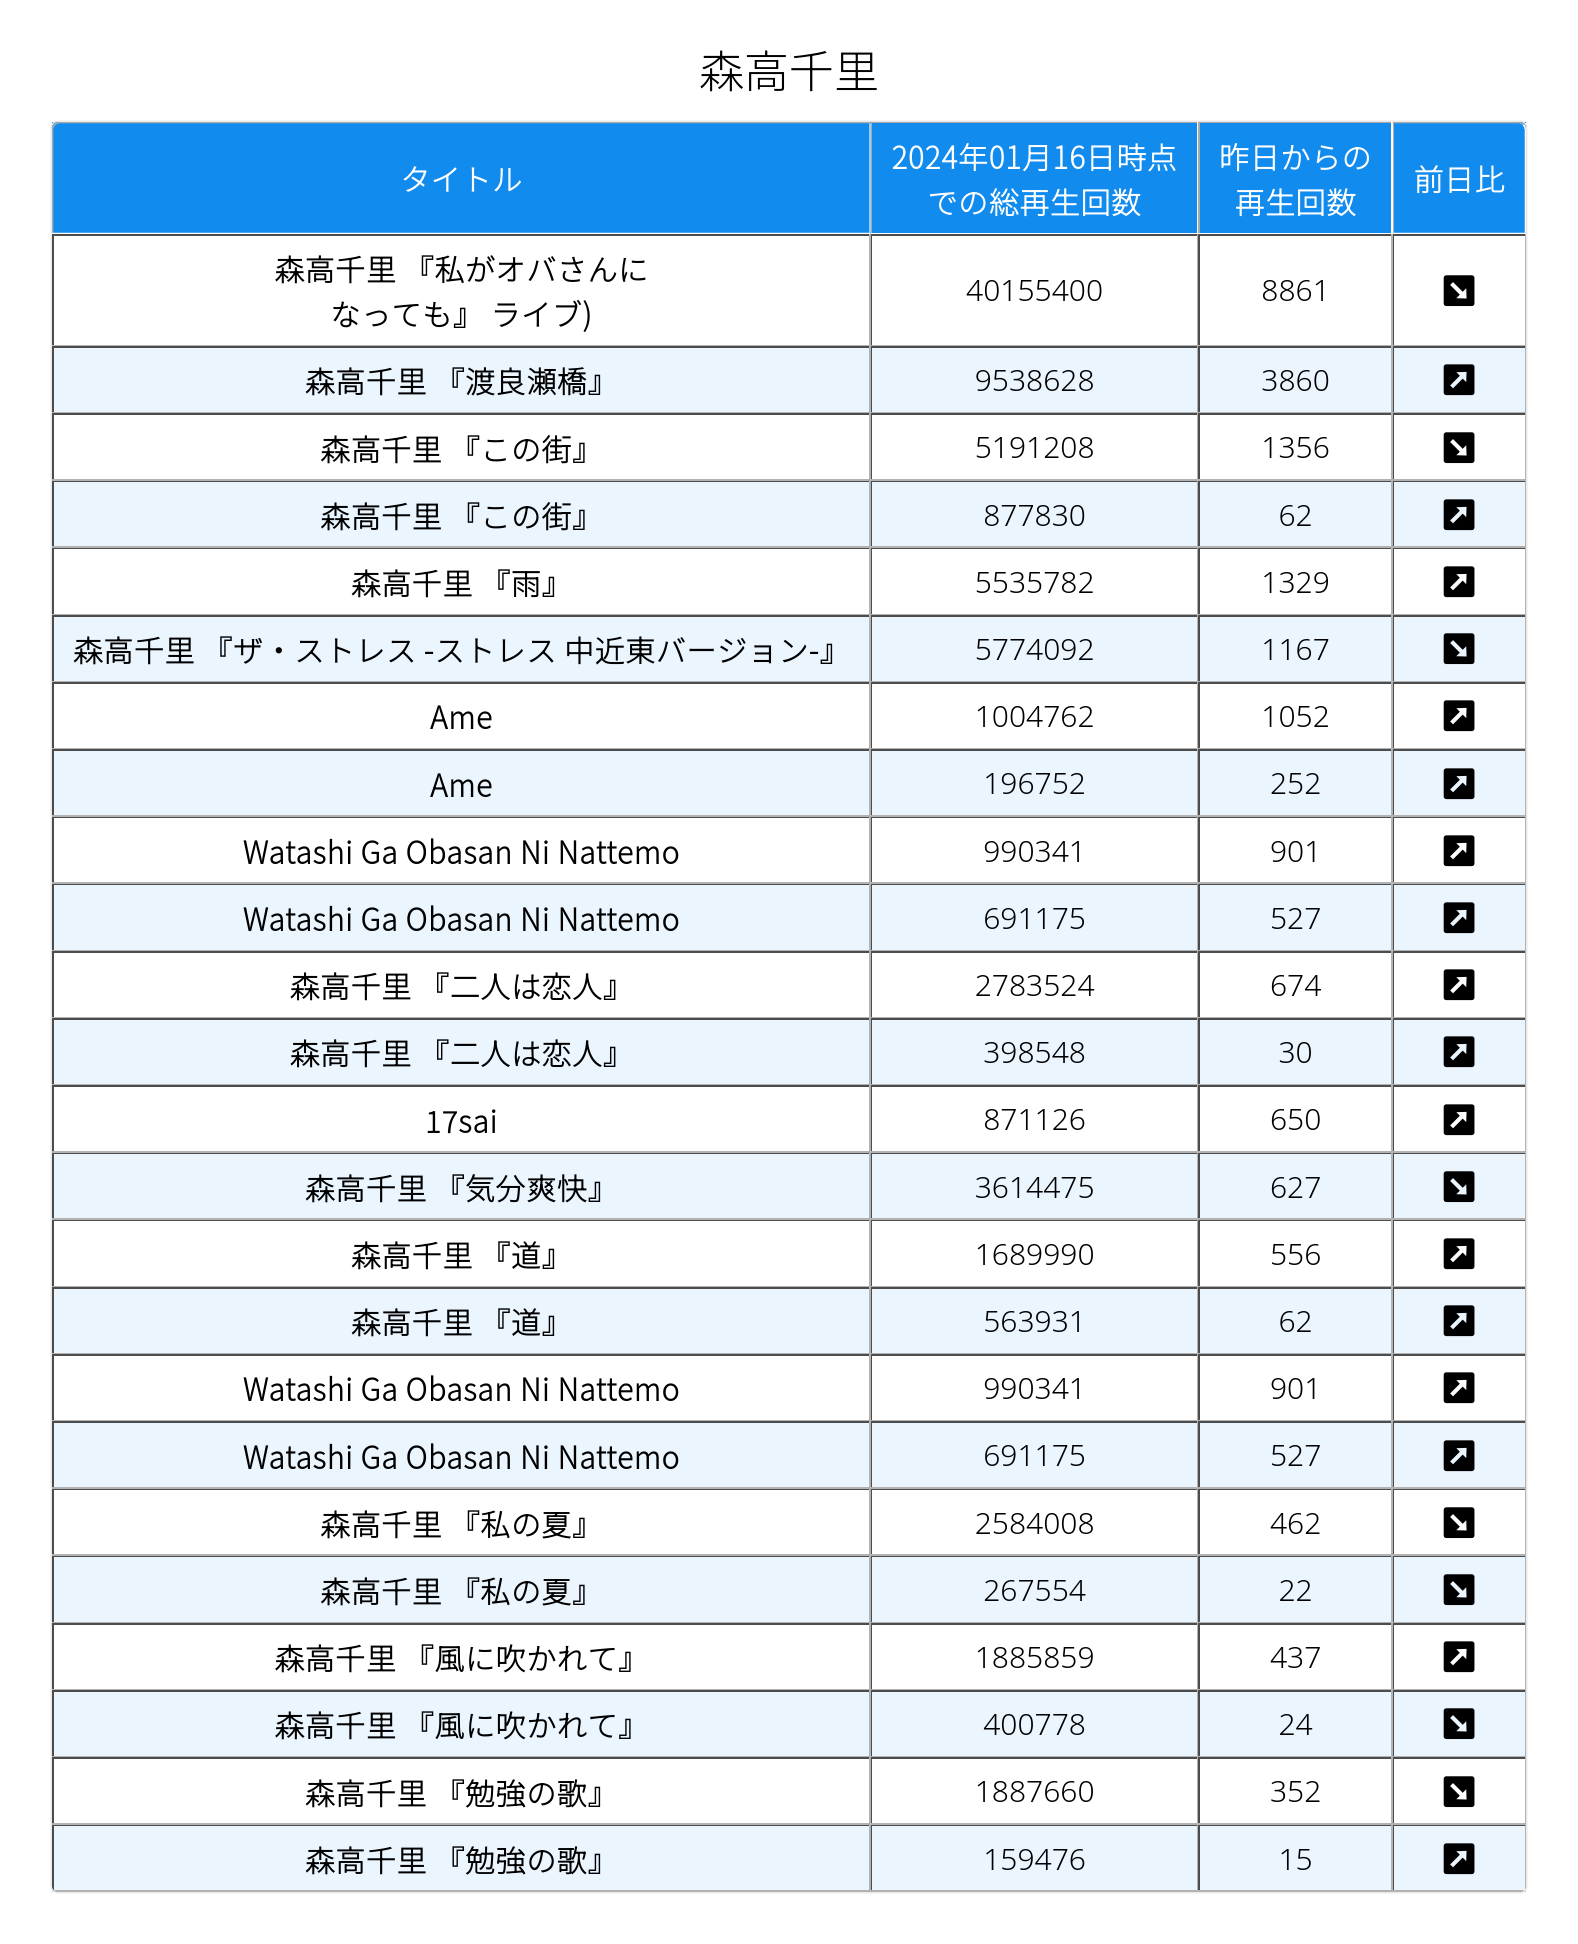 森高千里
タイトル
2024年01月16日時点
での総再生回数
昨日からの
再生回数
前日比
森高千里 『私がオバさんに
なっても』 ライブ)
40155400
8861
森高千里 『渡良瀬橋』
9538628
3860
森高千里 『この街』
5191208
1356
森高千里 『この街』
877830
62
森高千里 『雨』
5535782
1329
森高千里 『ザ・ストレス -ストレス 中近東バージョン-』
5774092
1167
Ame
1004762
1052
Ame
196752
252
Watashi Ga Obasan Ni Nattemo
990341
901
Watashi Ga Obasan Ni Nattemo
691175
527
森高千里 『二人は恋人』
2783524
674
森高千里 『二人は恋人』
398548
30
17sai
871126
650
森高千里 『気分爽快』
3614475
627
森高千里 『道』
1689990
556
森高千里 『道』
563931
62
Watashi Ga Obasan Ni Nattemo
990341
901
Watashi Ga Obasan Ni Nattemo
691175
527
森高千里 『私の夏』
2584008
462
森高千里 『私の夏』
267554
22
森高千里 『風に吹かれて』
1885859
437
森高千里 『風に吹かれて』
400778
24
森高千里 『勉強の歌』
1887660
352
森高千里 『勉強の歌』
159476
15